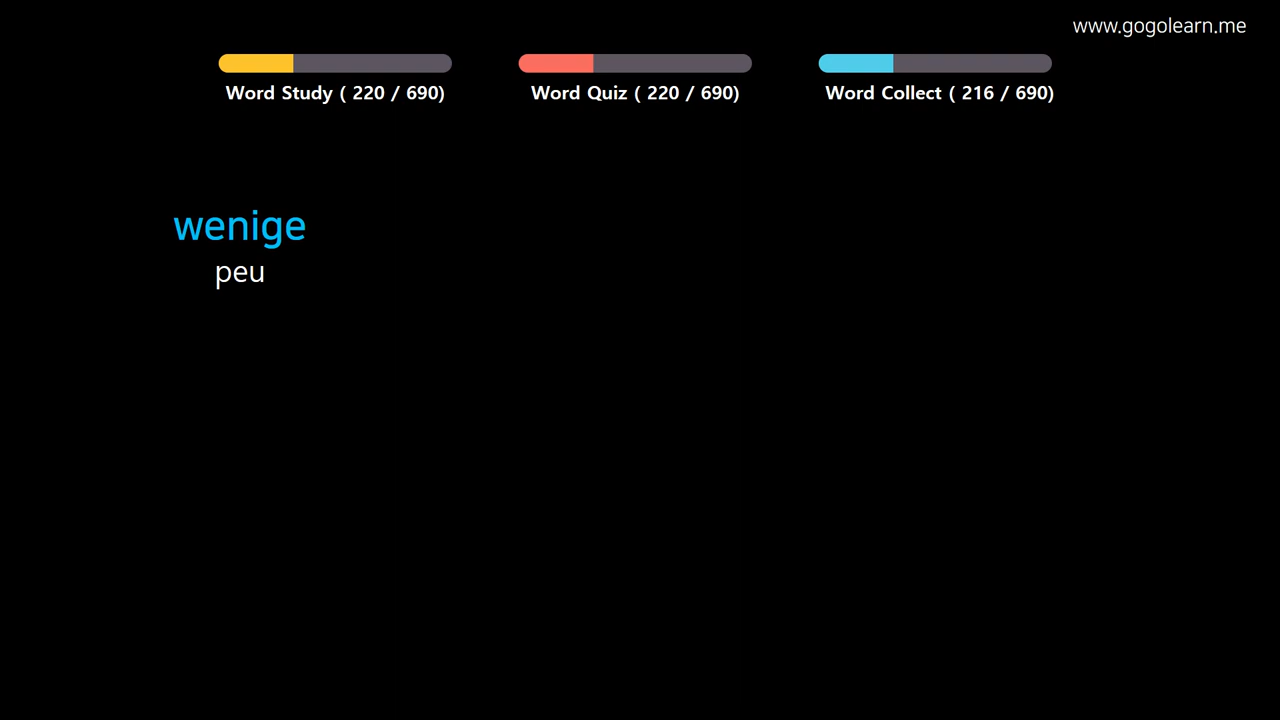 www.gogolearn.me
Word Study ( 220 / 690)
Word Quiz ( 220 / 690)
Word Collect ( 216 / 690)
wenige
peu